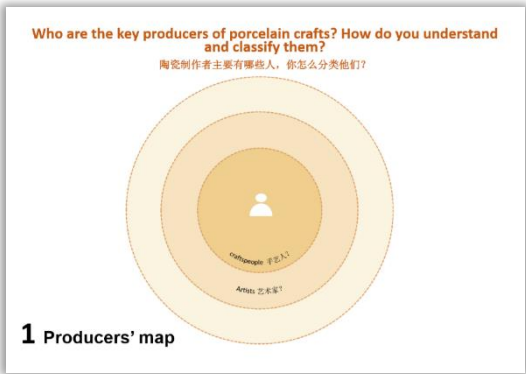 Who are the key producers of porcelain crafts? How do you understand
and classify them?
陶瓷制作者主要有哪些人，你怎么分类他们？
craftspeople 手艺人？
Artists 艺术家？
1 Producers’ map